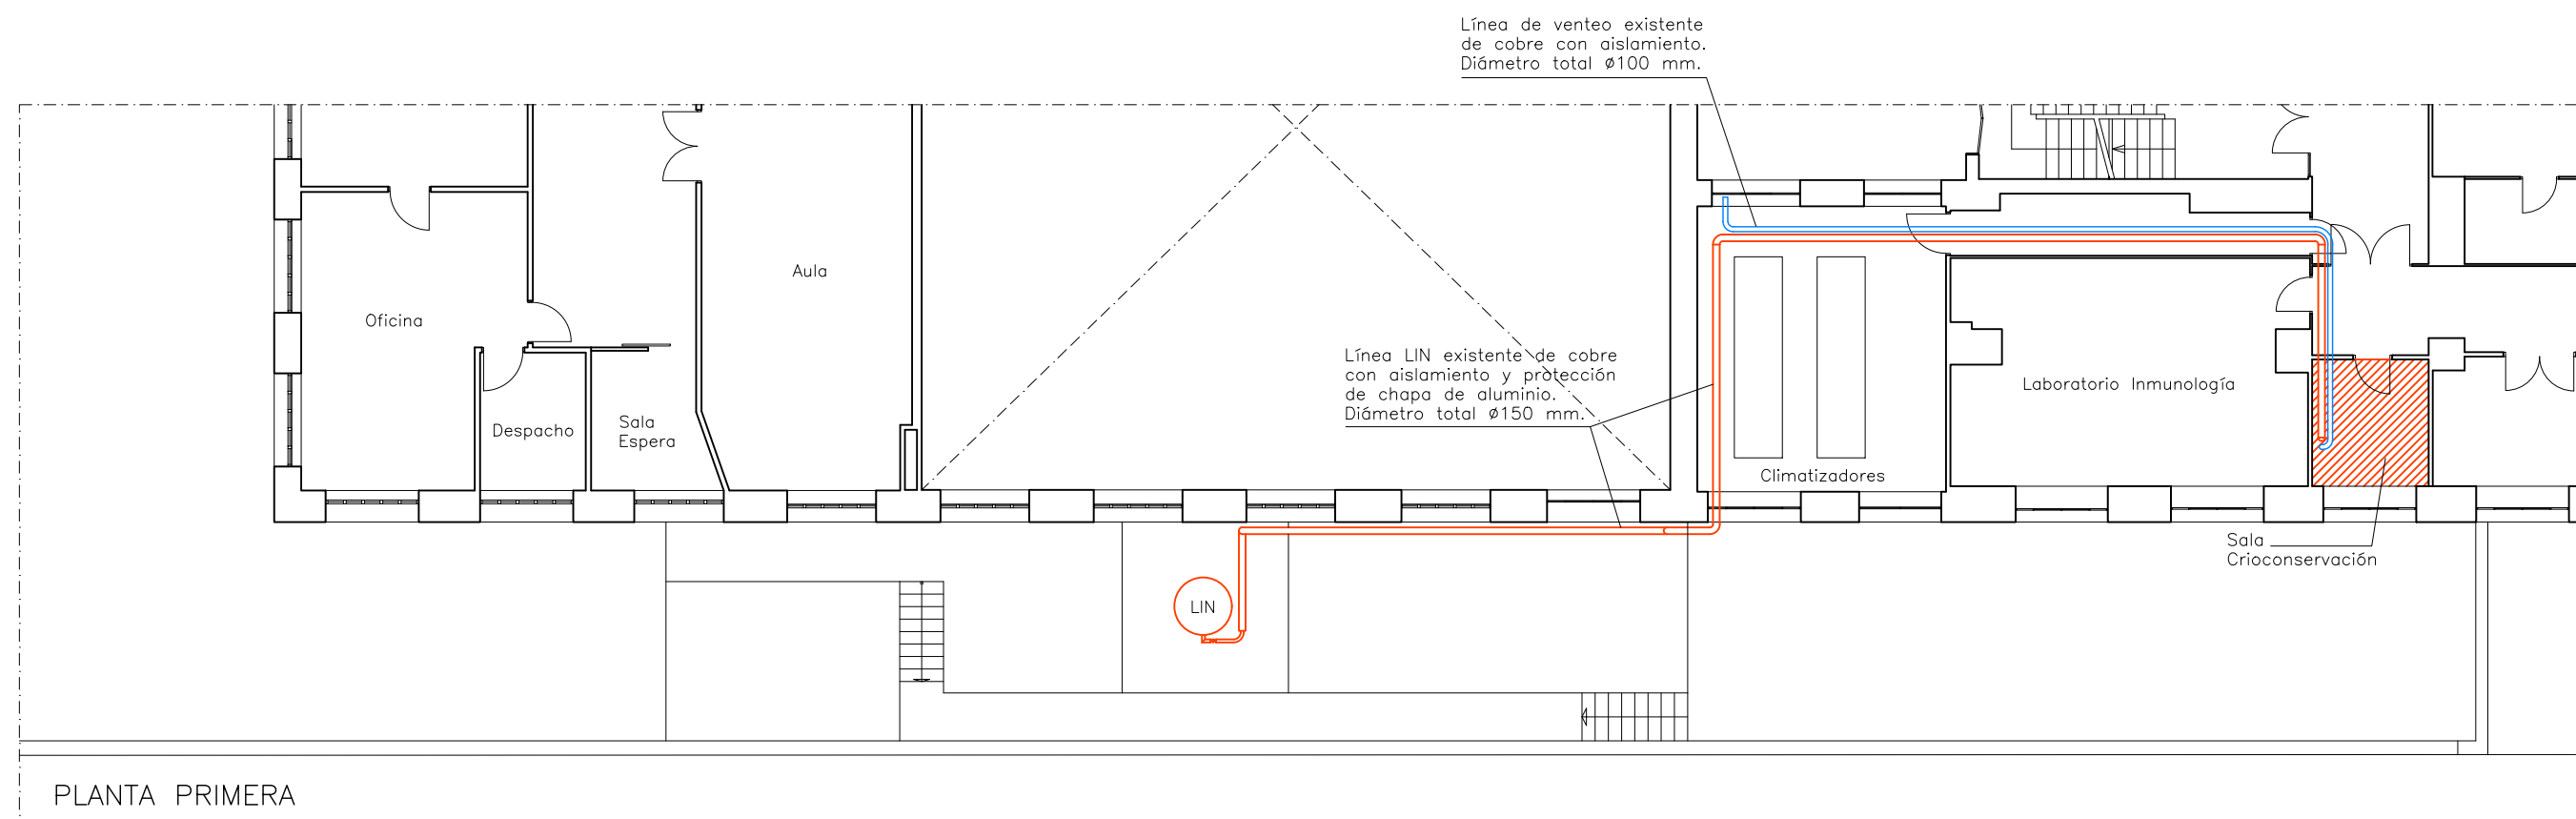 Línea de venteo existente
de cobre con aislamiento.
Diámetro total Ø100 mm.
Aula
Oficina
Línea LIN existente de cobre
con aislamiento y protección
de chapa de aluminio.
Diámetro total Ø150 mm.
Laboratorio Inmunología
Despacho
Sala
Espera
Climatizadores
Sala
Crioconservación
LIN
PLANTA PRIMERA